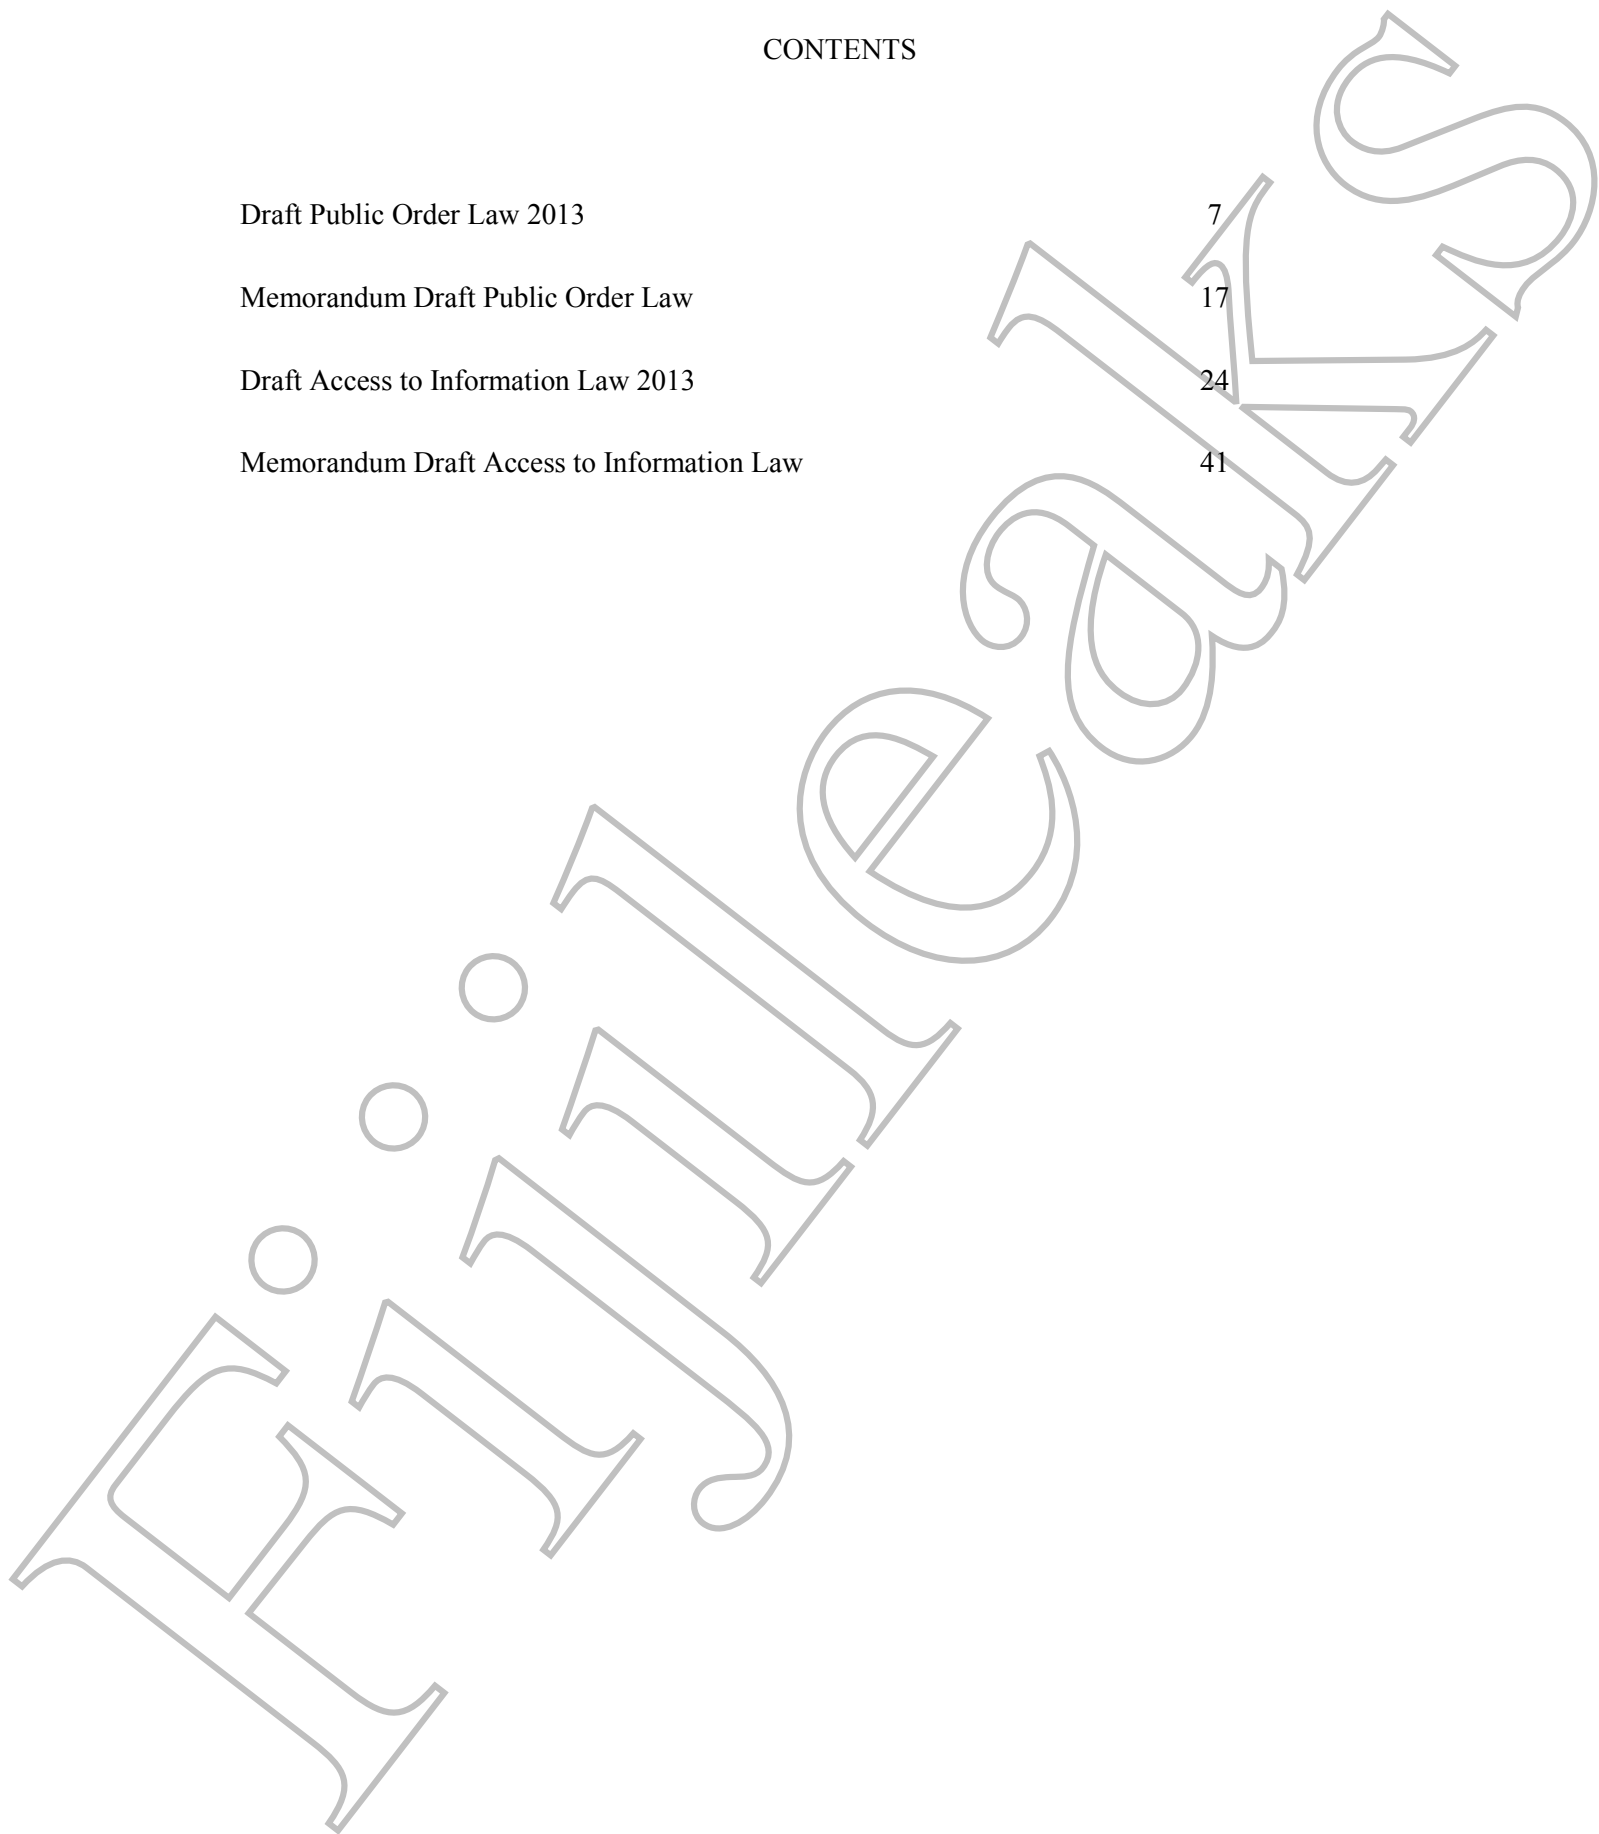 CONTENTS
Draft Public Order Law 2013 7
Memorandum Draft Public Order Law 17
Draft Access to Information Law 2013 24
Memorandum Draft Access to Information Law 41
Fijileaks